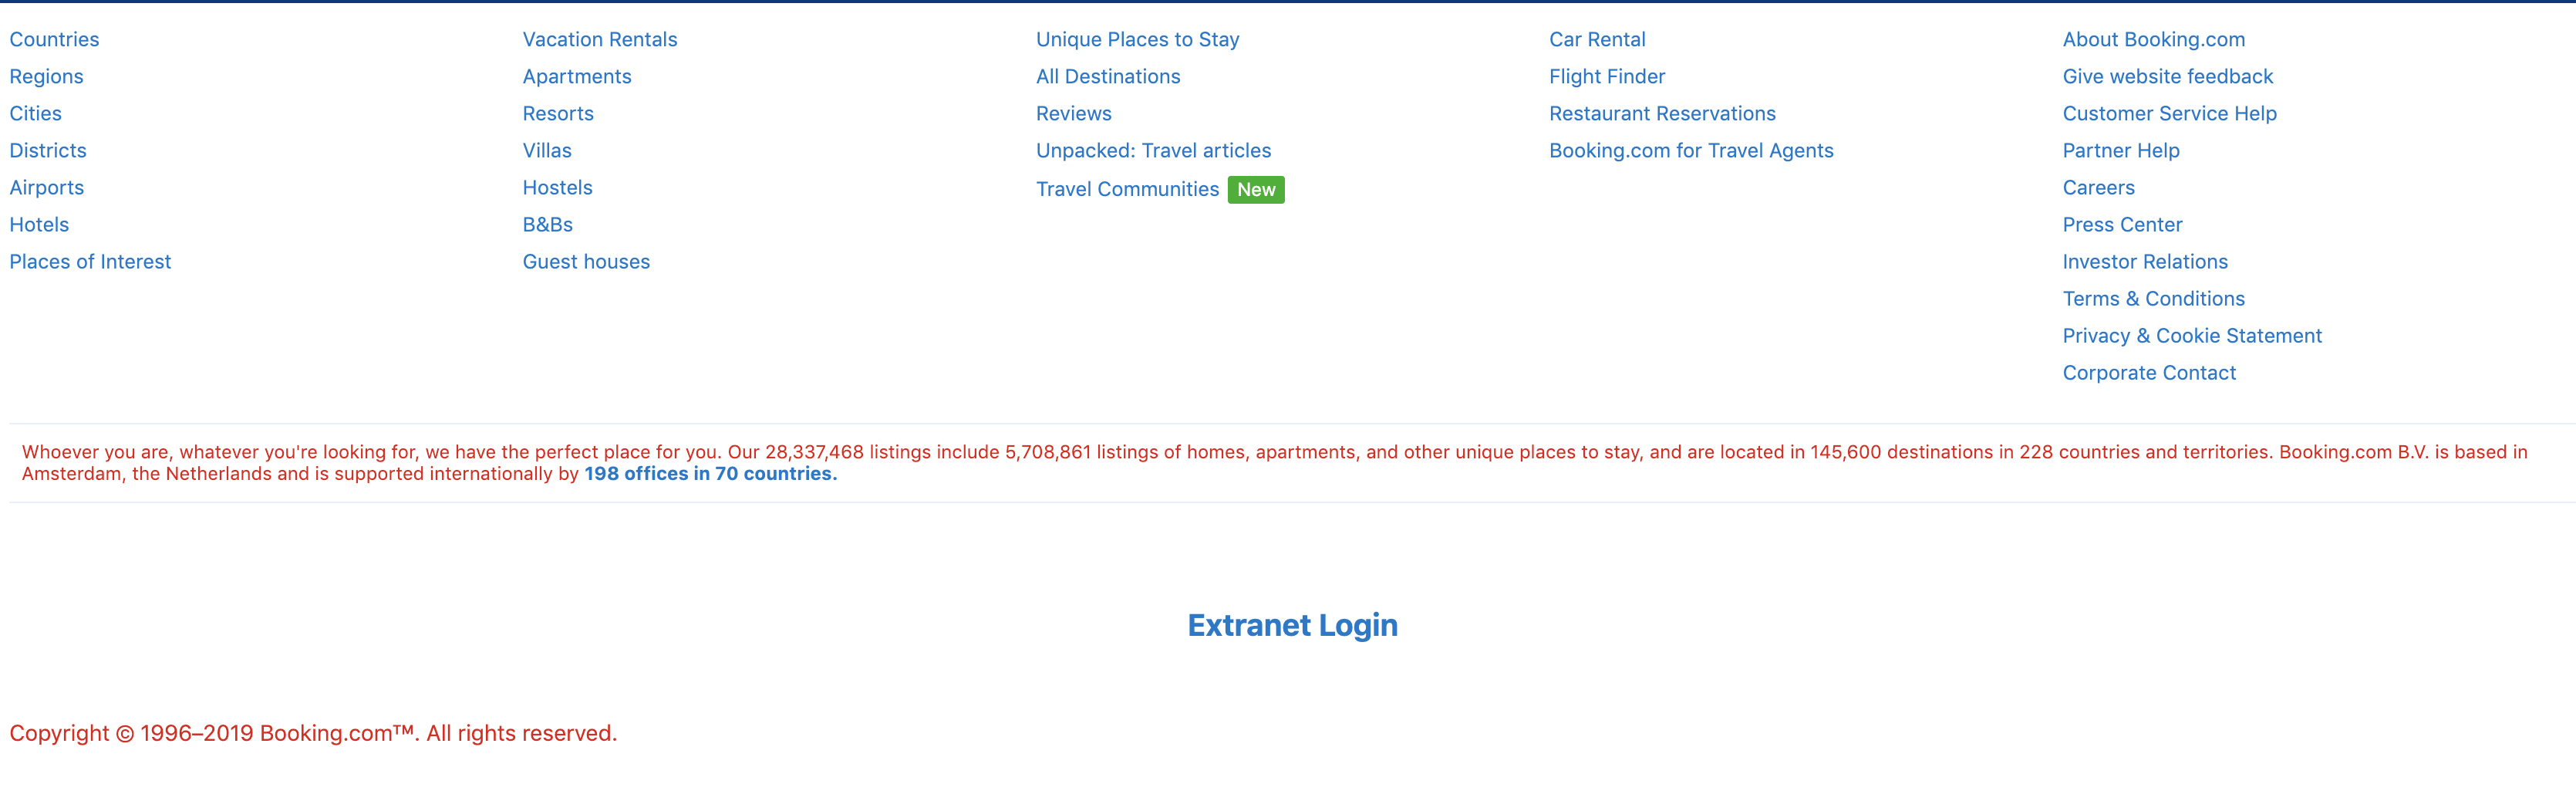 Countries
Regions
Cities
Districts
Airports
Hotels
Places of Interest
Vacation Rentals
Apartments
Resorts
Villas
Hostels
B&Bs
Guest houses
Unique Places to Stay
All Destinations
Reviews
Unpacked: Travel articles
Travel Communities New
Car Rental
Flight Finder
Restaurant Reservations
Booking.com for Travel Agents
About Booking.com
Give website feedback
Customer Service Help
Partner Help
Careers
Press Center
Investor Relations
Terms & Conditions
Privacy & Cookie Statement
Corporate Contact
Whoever you are, whatever you're looking for, we have the perfect place for you. Our 28,337,468 listings include 5,708,861 listings of homes, apartments, and other unique places to stay, and are located in 145,600 destinations in 228 countries and territories. Booking.com B.V. is based in
Amsterdam, the Netherlands and is supported internationally by 198 offices in 70 countries.
Extranet Login
Copyright © 1996–2019 Booking.com™. All rights reserved.